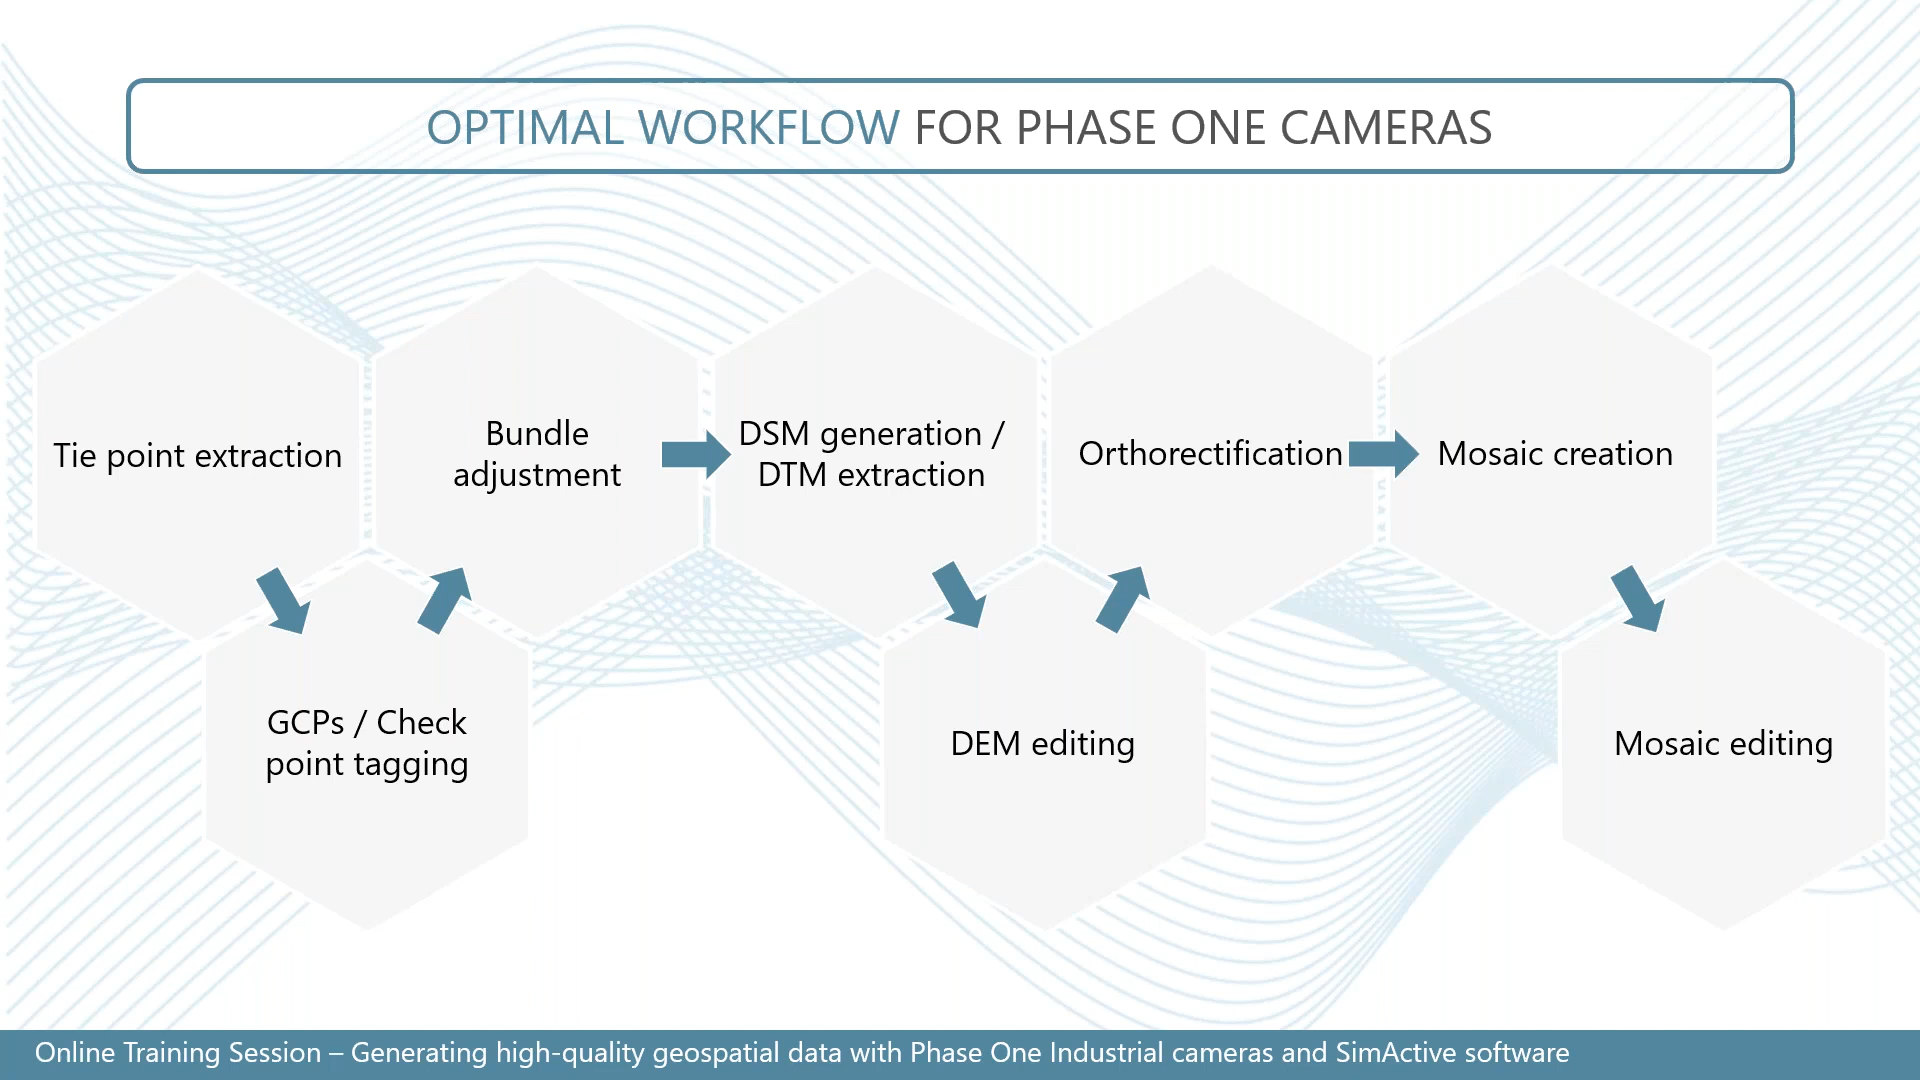 OPTIMAL WORKFLOW FOR PHASE ONE CAMERAS
Tie point extraction
GCPs / Check
point tagging
Bundle
adjustment
DSM generation /
DTM extraction
DEM editing
Orthorectification
Mosaic creation
Mosaic editing
Online Training Session – Generating high-quality geospatial data with Phase One Industrial cameras and SimActive software